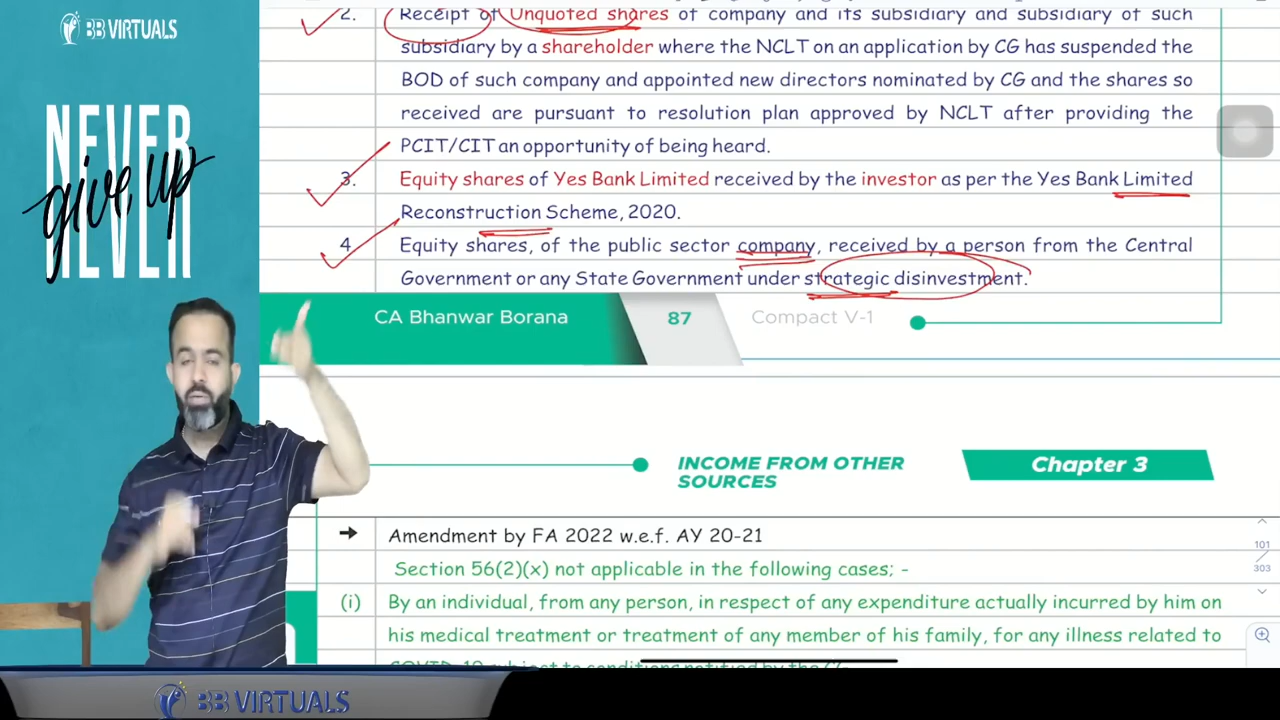 BB VIRTUALS
NEVER
give up
NEVER
2. Receipt of Unquoted shares of company and its subsidiary and subsidiary of such
subsidiary by a shareholder where the NCLT on an application by CG has suspended the
BOD of such company and appointed new directors nominated by CG and the shares so
received are pursuant to resolution plan approved by NCLT after providing the
PCIT/CIT an opportunity of being heard.
3. Equity shares of Yes Bank Limited received by the investor as per the Yes Bank Limited
Reconstruction Scheme, 2020.
4 Equity shares, of the public sector company, received by a person from the Central
Government or any State Government under strategic disinvestment.
CA Bhanwar Borana 87 Compact V-1
INCOME FROM OTHER
SOURCES
Chapter 3
→ Amendment by FA 2022 w.e.f. AY 20-21
Section 56(2)(x) not applicable in the following cases; -
(i) By an individual, from any person, in respect of any expenditure actually incurred by him on
his medical treatment or treatment of any member of his family, for any illness related to
101
303
BB VIRTUALS